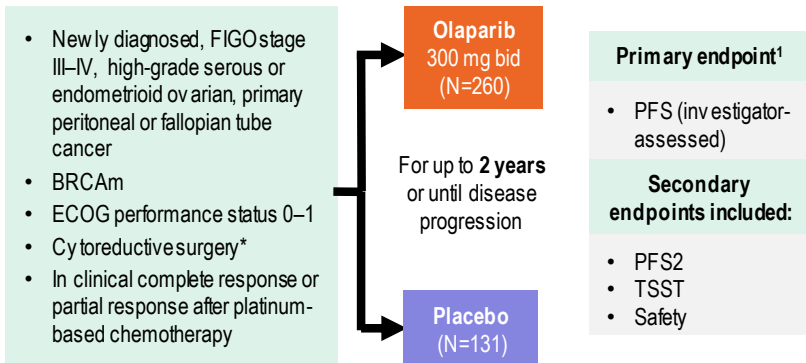 • Newly diagnosed, FIGO stage
III–IV, high-grade serous or
endometrioid ovarian, primary
peritoneal or fallopian tube
cancer
• BRCAm
• ECOG performance status 0–1
• Cytoreductive surgery*
• In clinical complete response or
partial response after platinum-
based chemotherapy
Olaparib
300 mg bid
(N=260)
For up to 2 years
or until disease
progression
Placebo
(N=131)
Primary endpoint¹
• PFS (investigator-
assessed)
Secondary
endpoints included:
• PFS2
• TSST
• Safety